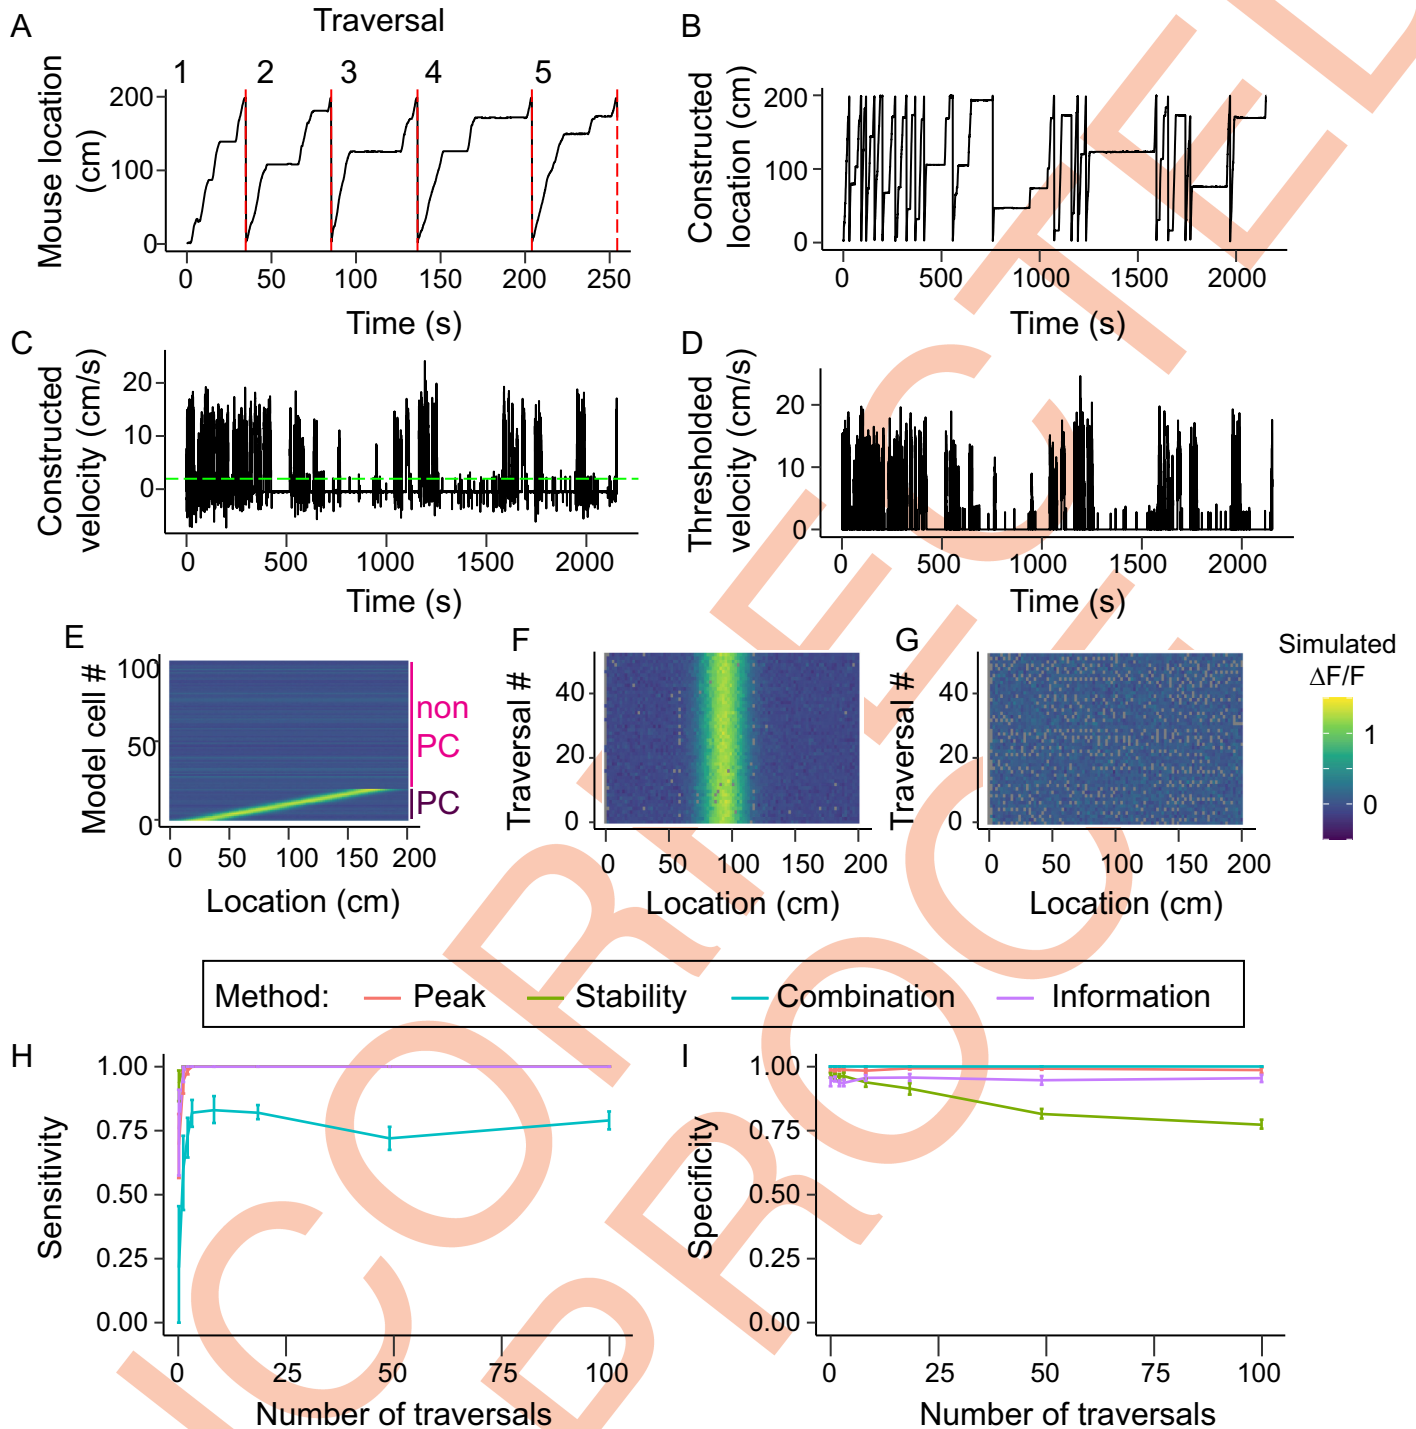 A
Traversal
1 2 3 4 5
Mouse location
(cm)
200
100
0
0 50 100 150 200 250
Time (s)
B
Constructed
location (cm)
200
100
0
0 500 1000 1500 2000
Time (s)
C
Constructed
velocity (cm/s)
20
10
0
0 500 1000 1500 2000
Time (s)
D
Thresholded
velocity (cm/s)
20
10
0
0 500 1000 1500 2000
Time (s)
E
Model cell #
100
50
0
non
PC
PC
0 50 100 150 200
Location (cm)
F
Traversal #
40
20
0
0 50 100 150 200
Location (cm)
G
Traversal #
40
20
0
0 50 100 150 200
Location (cm)
Simulated
ΔF/F
1
0
Method: Peak Stability Combination Information
H
Sensitivity
1.00
0.75
0.50
0.25
0.00
0 25 50 75 100
Number of traversals
I
Specificity
1.00
0.75
0.50
0.25
0.00
0 25 50 75 100
Number of traversals